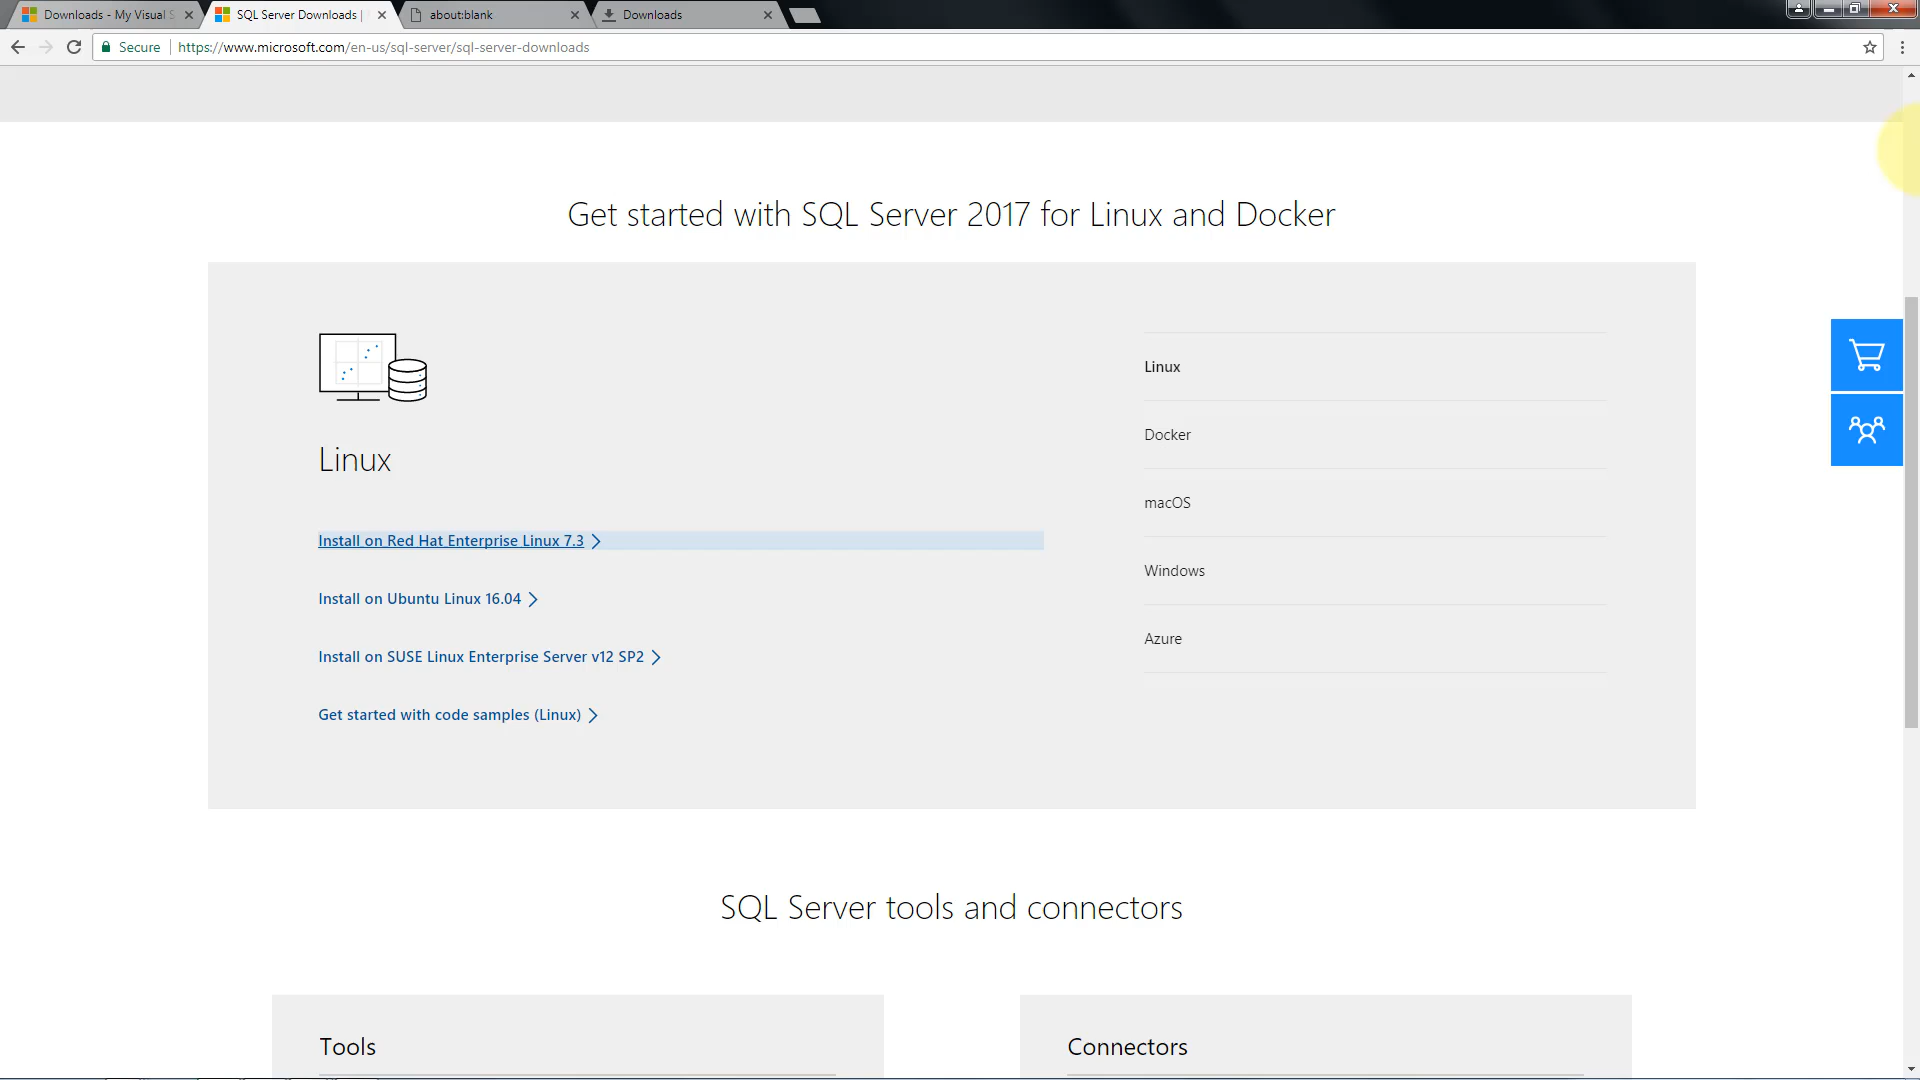 Downloads - My Visual S
SQL Server Downloads |
about:blank
Downloads
Secure
https://www.microsoft.com/en-us/sql-server/sql-server-downloads
Get started with SQL Server 2017 for Linux and Docker
Linux
Install on Red Hat Enterprise Linux 7.3
Install on Ubuntu Linux 16.04
Install on SUSE Linux Enterprise Server v12 SP2
Get started with code samples (Linux)
Linux
Docker
macOS
Windows
Azure
SQL Server tools and connectors
Tools
Connectors